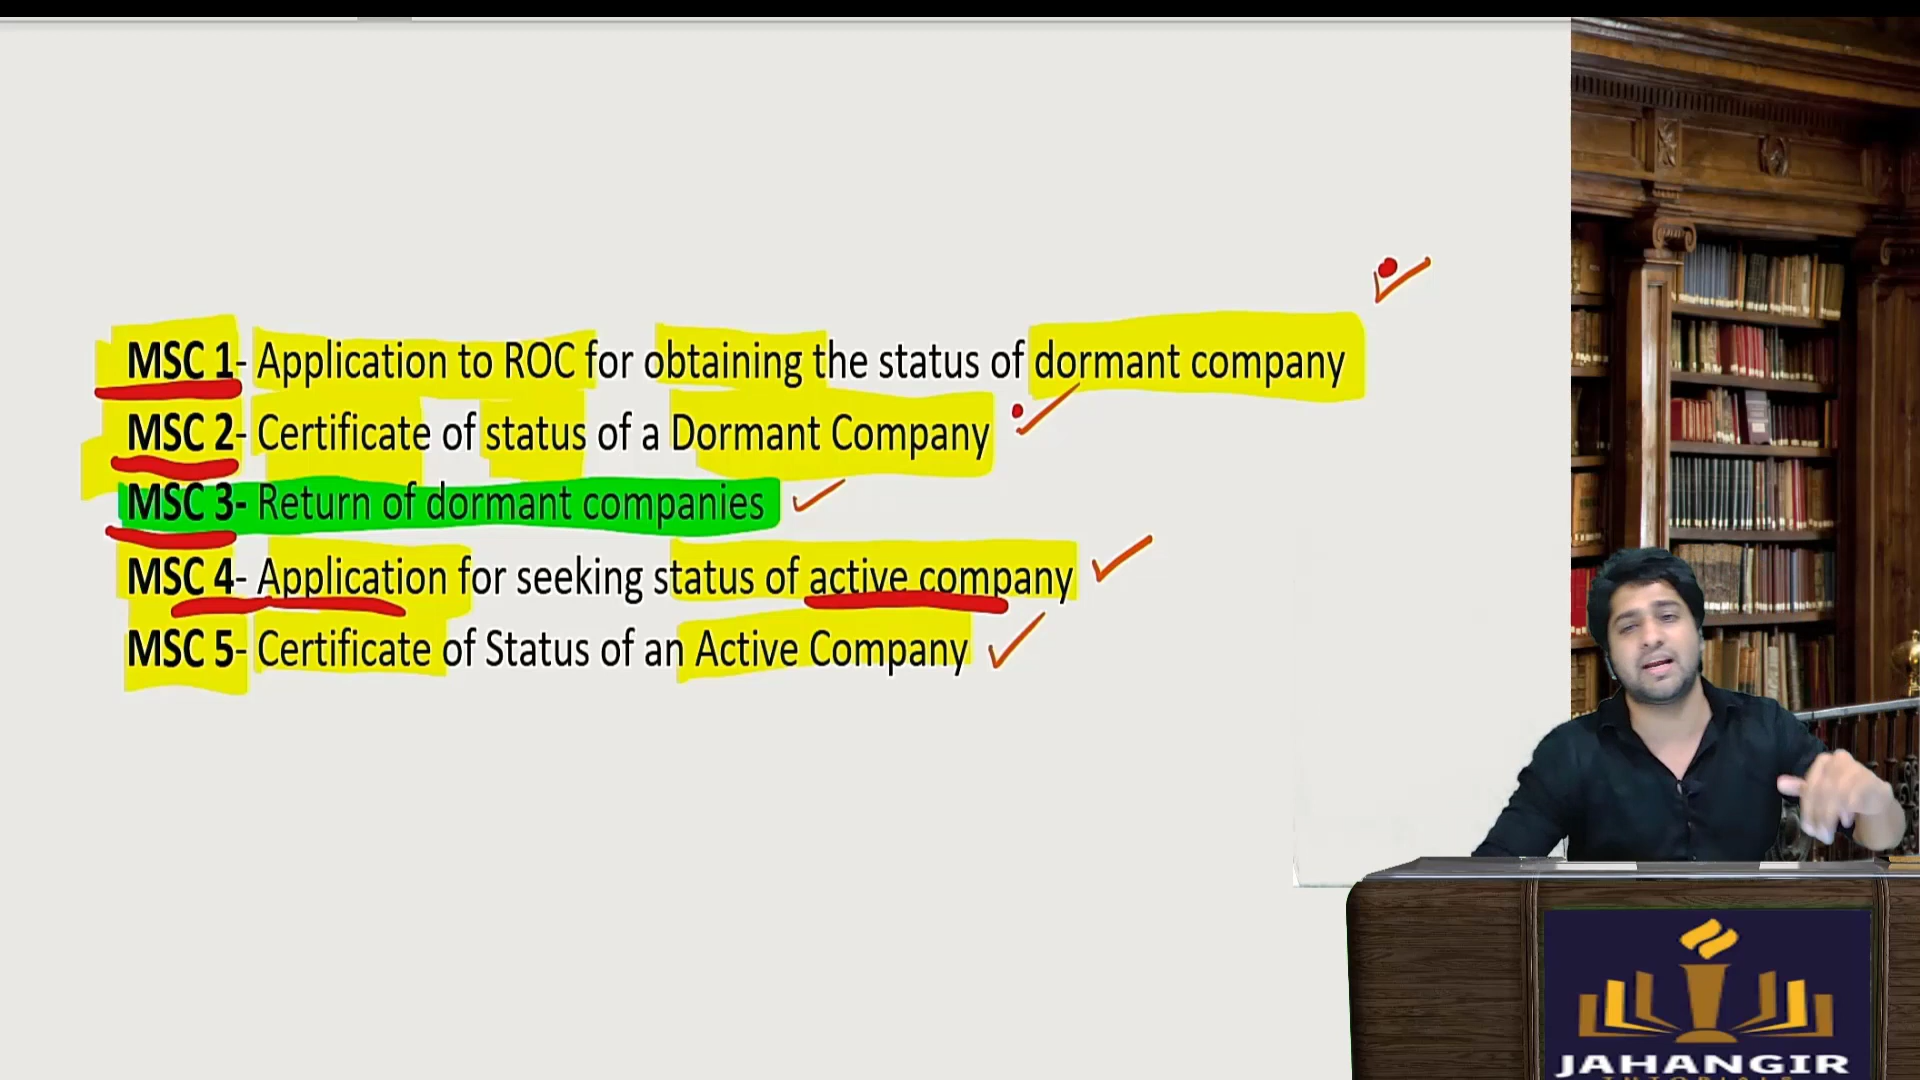 MSC 1- Application to ROC for obtaining the status of dormant company
MSC 2- Certificate of status of a Dormant Company
MSC 3- Return of dormant companies
MSC 4- Application for seeking status of active company
MSC 5- Certificate of Status of an Active Company
JAHANGIR